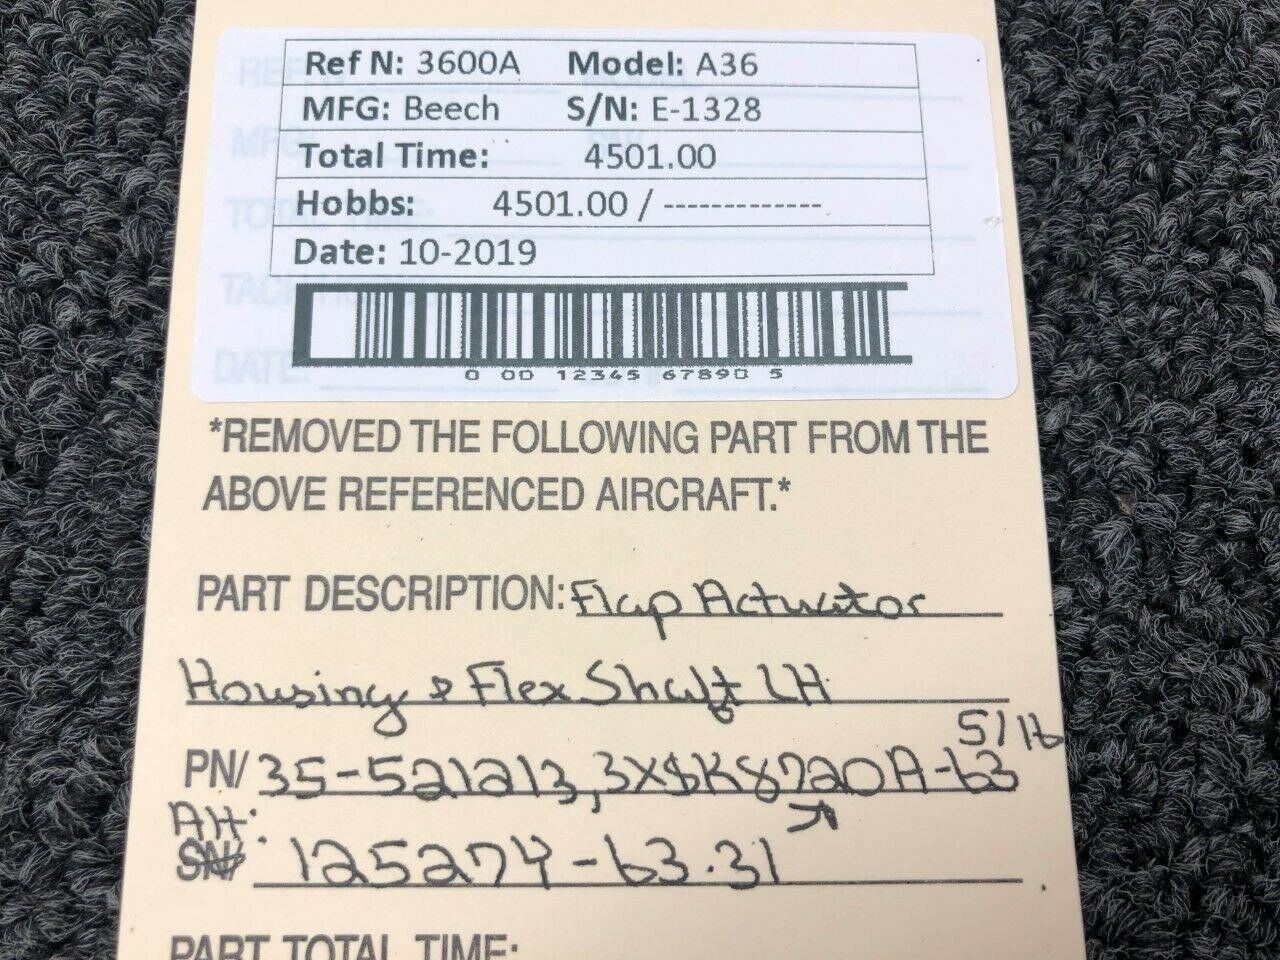 Ref N: 3600A Model: A36
MFG: Beech S/N: E-1328
Total Time: 4501.00
Hobbs: 4501.00 / -------------
Date: 10-2019
0 00 12345 67890 5
*REMOVED THE FOLLOWING PART FROM THE
ABOVE REFERENCED AIRCRAFT.*
PART DESCRIPTION: Flap Actuator
Housing & Flex Shaft LH
51 lb
PN/ 35-521213, 3X$K8720A-63
Alt:
SN/ 125274-63.31
PART TOTAL TIME: